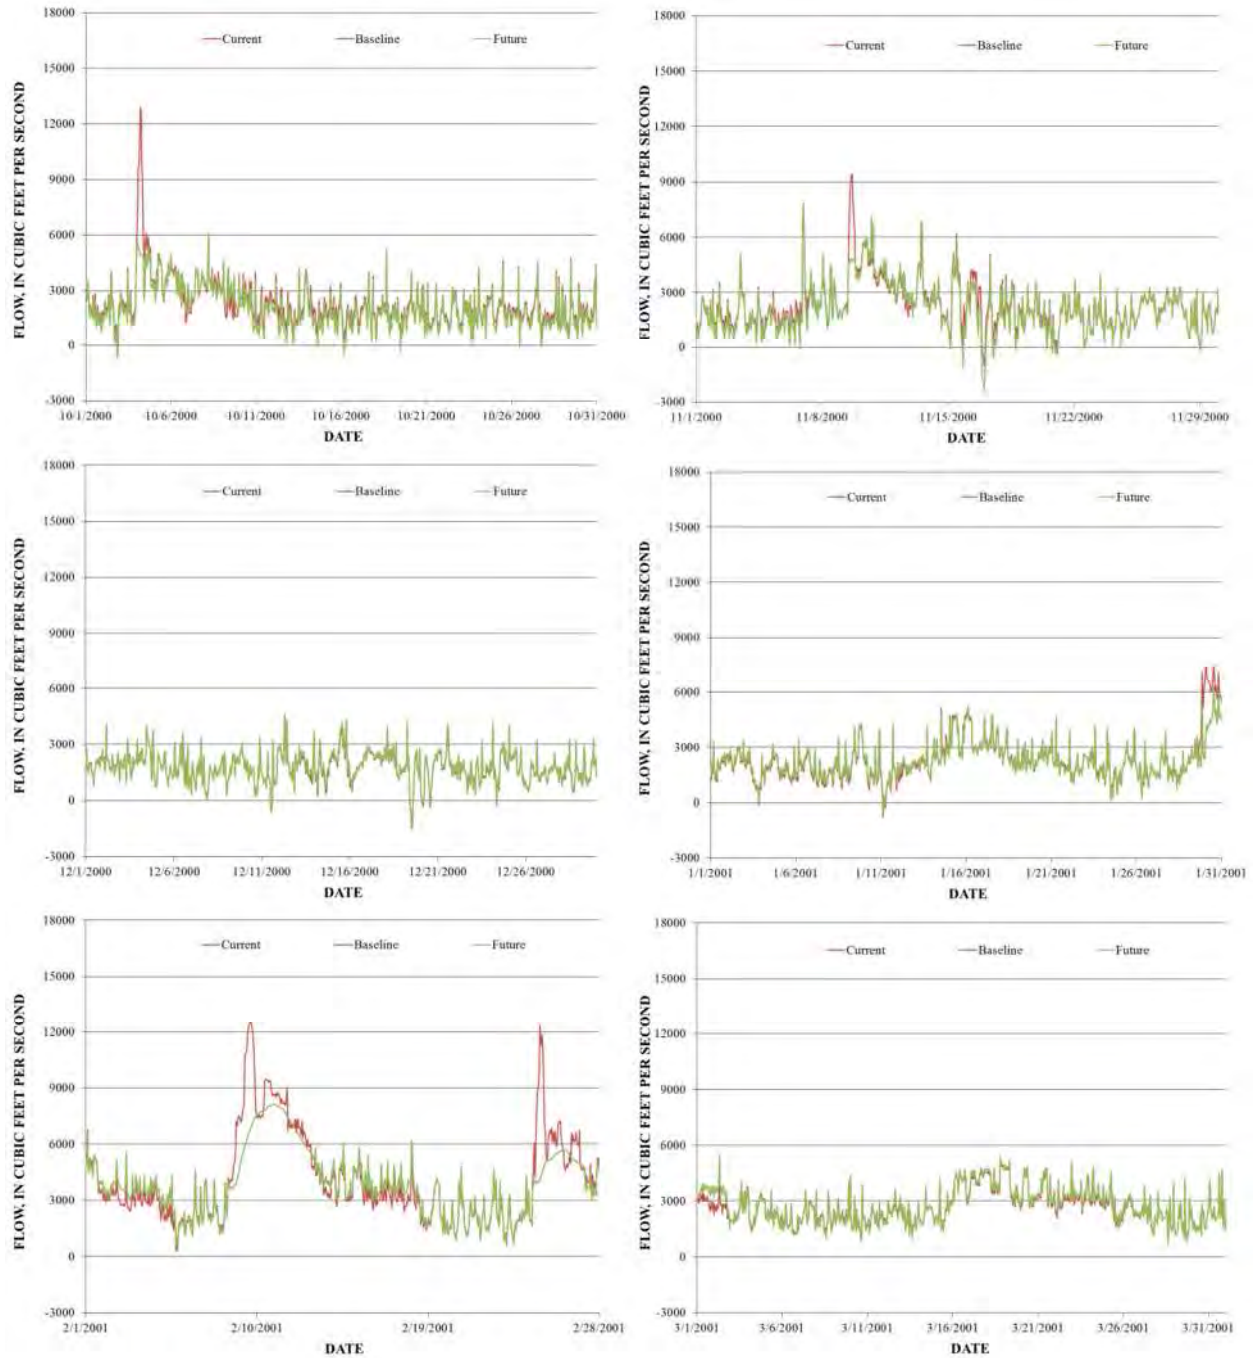 18000
15000
12000
9000
6000
3000
0
-3000
FLOW, IN CUBIC FEET PER SECOND
Current Baseline Future
10/1/2000 10/6/2000 10/11/2000 10/16/2000 10/21/2000 10/26/2000 10/31/2000
DATE
18000
15000
12000
9000
6000
3000
0
-3000
FLOW, IN CUBIC FEET PER SECOND
Current Baseline Future
11/1/2000 11/8/2000 11/15/2000 11/22/2000 11/29/2000
DATE
18000
15000
12000
9000
6000
3000
0
-3000
FLOW, IN CUBIC FEET PER SECOND
Current Baseline Future
12/1/2000 12/6/2000 12/11/2000 12/16/2000 12/21/2000 12/26/2000
DATE
18000
15000
12000
9000
6000
3000
0
-3000
FLOW, IN CUBIC FEET PER SECOND
Current Baseline Future
1/1/2001 1/6/2001 1/11/2001 1/16/2001 1/21/2001 1/26/2001 1/31/2001
DATE
18000
15000
12000
9000
6000
3000
0
-3000
FLOW, IN CUBIC FEET PER SECOND
Current Baseline Future
2/1/2001 2/10/2001 2/19/2001 2/28/2001
DATE
18000
15000
12000
9000
6000
3000
0
-3000
FLOW, IN CUBIC FEET PER SECOND
Current Baseline Future
3/1/2001 3/6/2001 3/11/2001 3/16/2001 3/21/2001 3/26/2001 3/31/2001
DATE